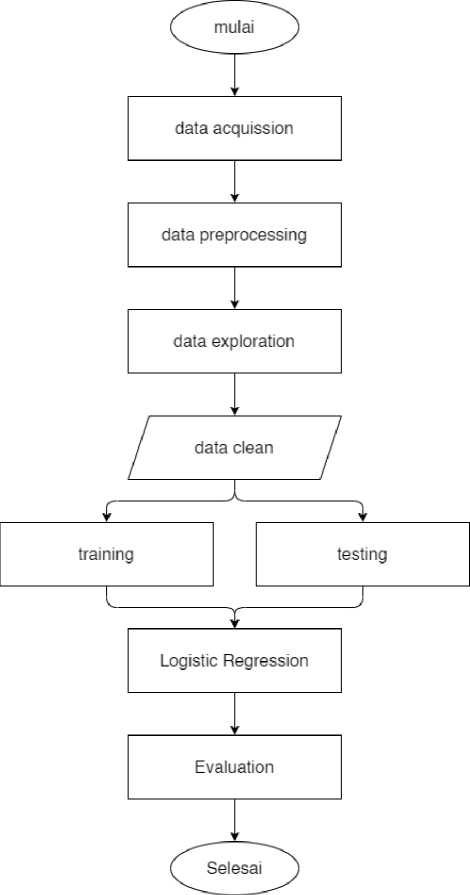 mulai
data acquission
data preprocessing
data exploration
data clean
training
testing
Logistic Regression
Evaluation
Selesai